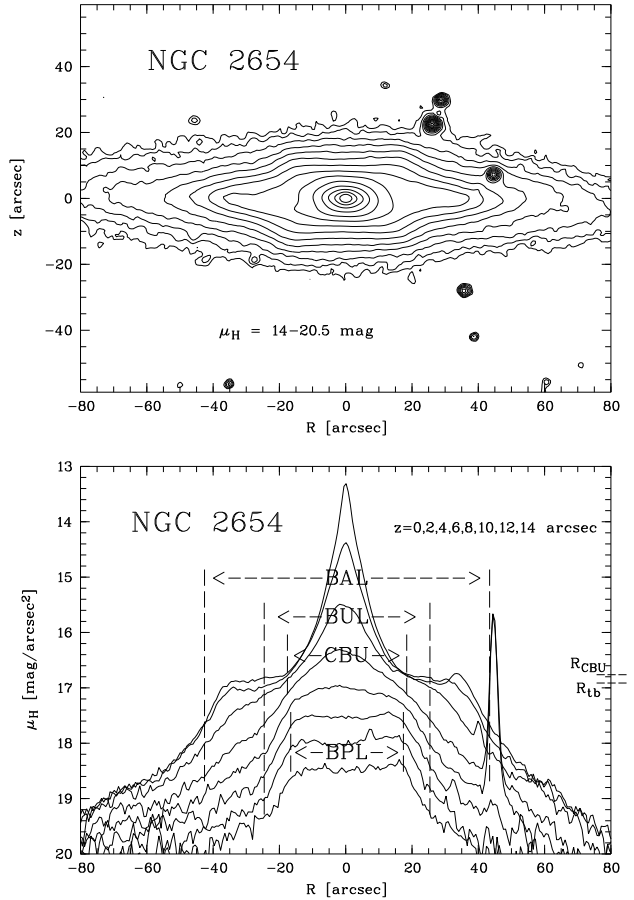 NGC 2654
40
20
0
−20
−40
z [arcsec]
μH = 14−20.5 mag
−80 −60 −40 −20 0 20 40 60 80
R [arcsec]
13
14
15
16
17
18
19
20
μH [mag/arcsec²]
NGC 2654
z=0,2,4,6,8,10,12,14 arcsec
BAL
BUL
CBU
BPL
RCBU
Rtb
−80 −60 −40 −20 0 20 40 60 80
R [arcsec]